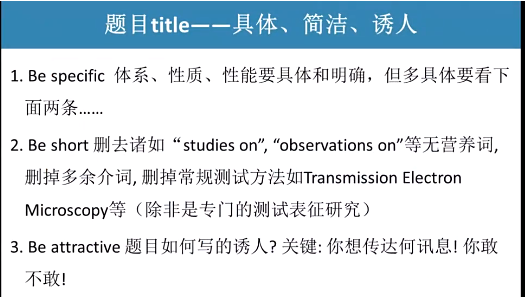 题目title——具体、简洁、诱人
1. Be specific 体系、性质、性能要具体和明确，但多具体要看下
面两条……
2. Be short 删去诸如“studies on”, “observations on”等无营养词,
删掉多余介词, 删掉常规测试方法如Transmission Electron
Microscopy等（除非是专门的测试表征研究）
3. Be attractive 题目如何写的诱人? 关键: 你想传达何讯息! 你敢
不敢!